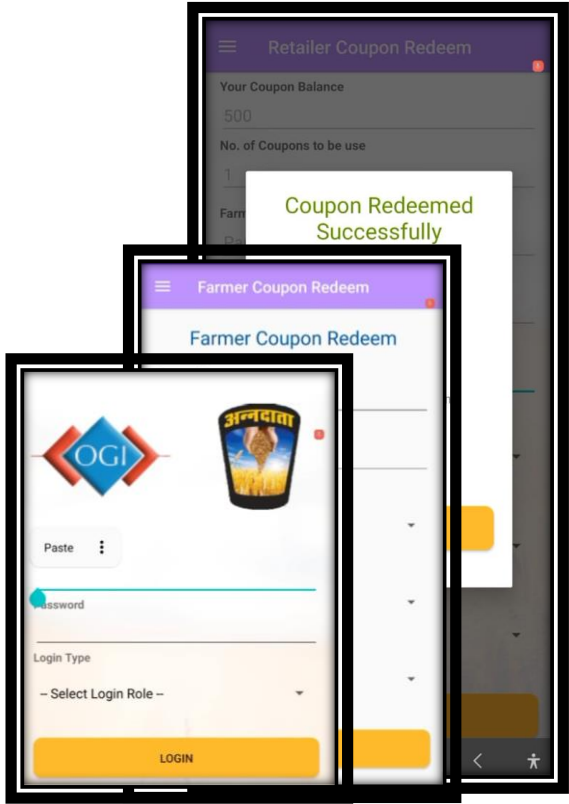 Retailer Coupon Redeem
Your Coupon Balance
500
No. of Coupons to be use
1
Farm
Coupon Redeemed
Successfully
Farmer Coupon Redeem
Farmer Coupon Redeem
OGI
अन्नदाता
Paste
Password
Login Type
-- Select Login Role --
LOGIN